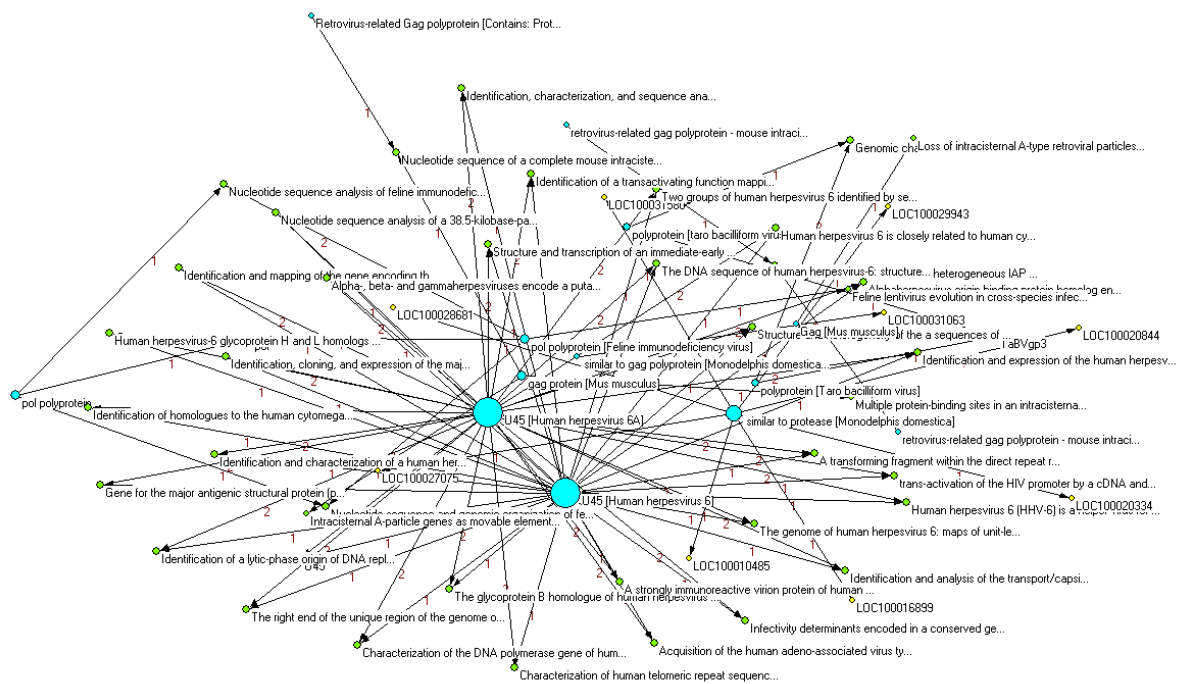 Retrovirus-related Gag polyprotein [Contains: Prot...
Identification, characterization, and sequence ana...
retrovirus-related gag polyprotein - mouse intraci...
Nucleotide sequence of a complete mouse intraciste...
Genomic
Loss of intracisternal A-type retroviral particles...
Identification of a transactivating function mappi...
Nucleotide sequence analysis of feline immunodefic...
Two groups of human herpesvirus 6 identified by se...
LOC100029943
Nucleotide sequence analysis of a 38.5-kilobase-pa...
polyprotein [taro bacilliform
Human herpesvirus 6 is closely related to human cy...
Structure and transcription of an immediate-early ...
Identification and mapping of the gene encoding th
The DNA sequence of human herpesvirus-6: structure...
heterogeneous IAP ...
Alpha-, beta- and gammaherpesviruses encode a puta...
Feline lentivirus evolution in cross-species infec...
LOC100028681
LOC100031063
Gag [Mus musculus]
LOC100020844
Human herpesvirus-6 glycoprotein H and L homologs ...
pol polyprotein [Feline immunodeficiency virus]
TaBVgp3
Identification, cloning, and expression of the maj...
similar to gag polyprotein [Monodelphis domestica...
Identification and expression of the human herpesv...
gag protein [Mus musculus]
polyprotein [Taro bacilliform virus]
pol polyprotein
Identification of homologues to the human cytomega...
Multiple protein-binding sites in an intracisterna...
U45 [Human herpesvirus 6A]
similar to protease [Monodelphis domestica]
retrovirus-related gag polyprotein - mouse intraci...
Identification and characterization of a human her...
A transforming fragment within the direct repeat r...
LOC100027075
trans-activation of the HIV promoter by a cDNA and...
Gene for the major antigenic structural protein [p...
U45 [Human herpesvirus 6]
LOC100020334
Human herpesvirus 6 (HHV-6) is a
Intracisternal A-particle genes as movable element...
The genome of human herpesvirus 6: maps of unit-le...
Identification of a lytic-phase origin of DNA repl...
LOC100010485
U45
Identification and analysis of the transport/capsi...
A strongly immunoreactive virion protein of human ...
The glycoprotein B homologue of human herpesvirus ...
LOC100016899
The right end of the unique region of the genome o...
Infectivity determinants encoded in a conserved ge...
Characterization of the DNA polymerase gene of hum...
Acquisition of the human adeno-associated virus ty...
Characterization of human telomeric repeat sequenc...